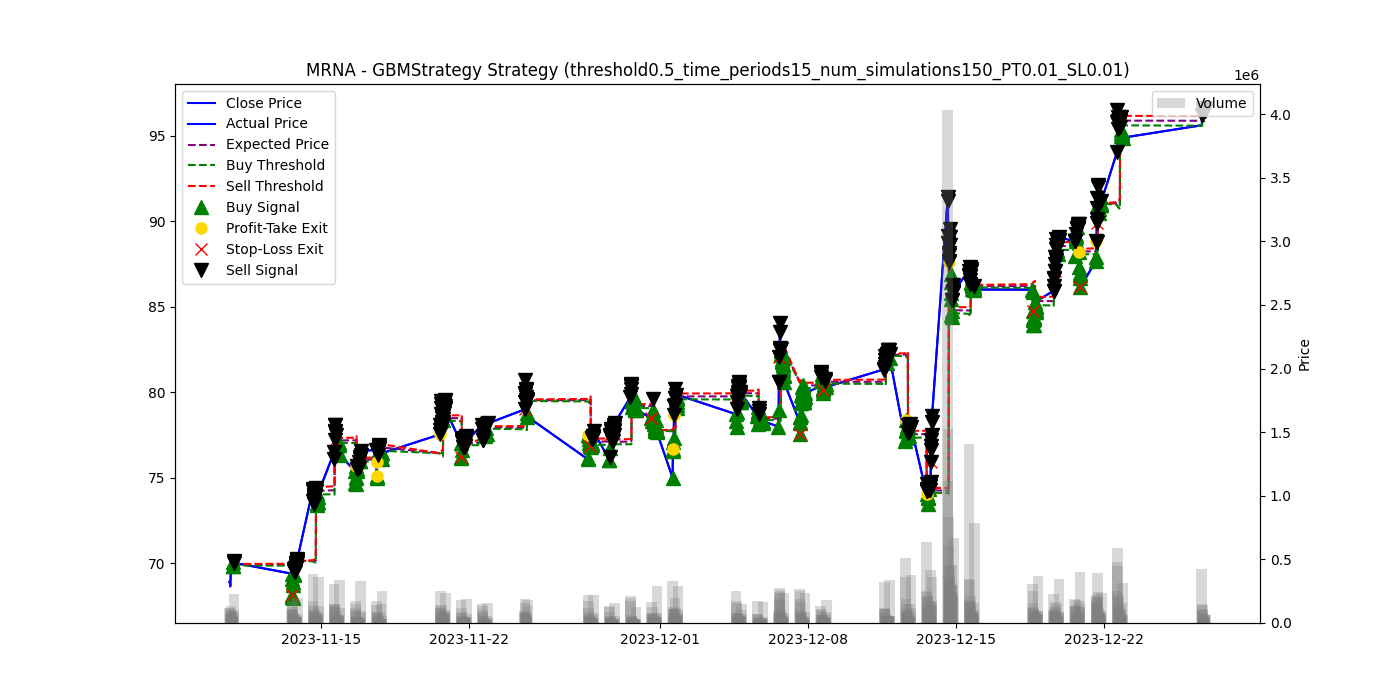 MRNA - GBMStrategy Strategy (threshold0.5_time_periods15_num_simulations150_PT0.01_SL0.01)
1e6
Close Price
Actual Price
Expected Price
Buy Threshold
Sell Threshold
Buy Signal
Profit-Take Exit
Stop-Loss Exit
Sell Signal
Volume
95
90
85
80
75
70
4.0
3.5
3.0
2.5
2.0
1.5
1.0
0.5
0.0
Price
2023-11-15
2023-11-22
2023-12-01
2023-12-08
2023-12-15
2023-12-22